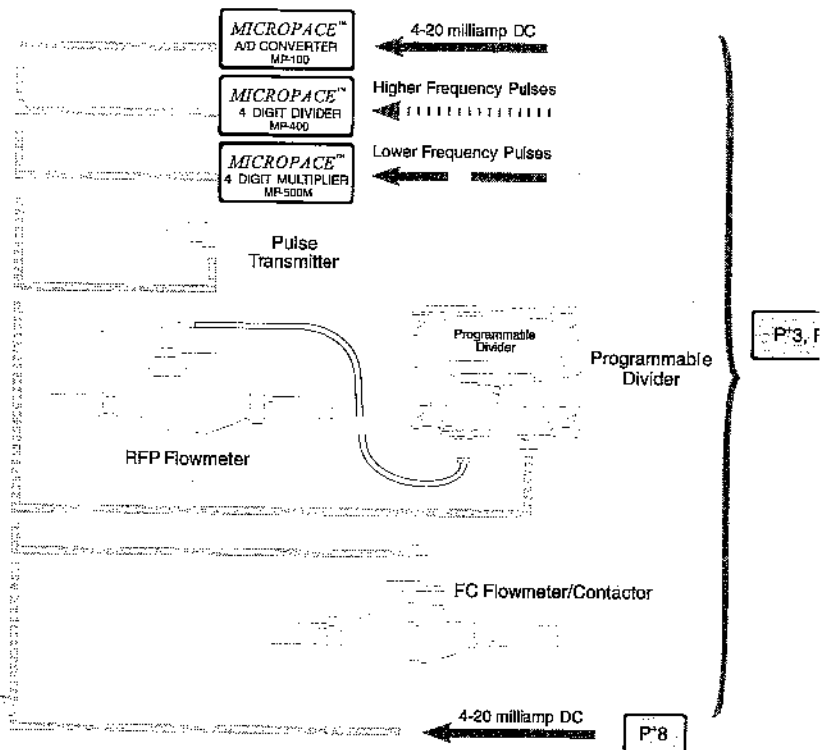 MICROPACE™
A/D CONVERTER
MP-100
4-20 milliamp DC
MICROPACE™
4 DIGIT DIVIDER
MP-400
Higher Frequency Pulses
MICROPACE™
4 DIGIT MULTIPLIER
MP-500M
Lower Frequency Pulses
Pulse
Transmitter
Programmable
Divider
Programmable
Divider
P+3, F
RFP Flowmeter
FC Flowmeter/Contactor
4-20 milliamp DC
P+8